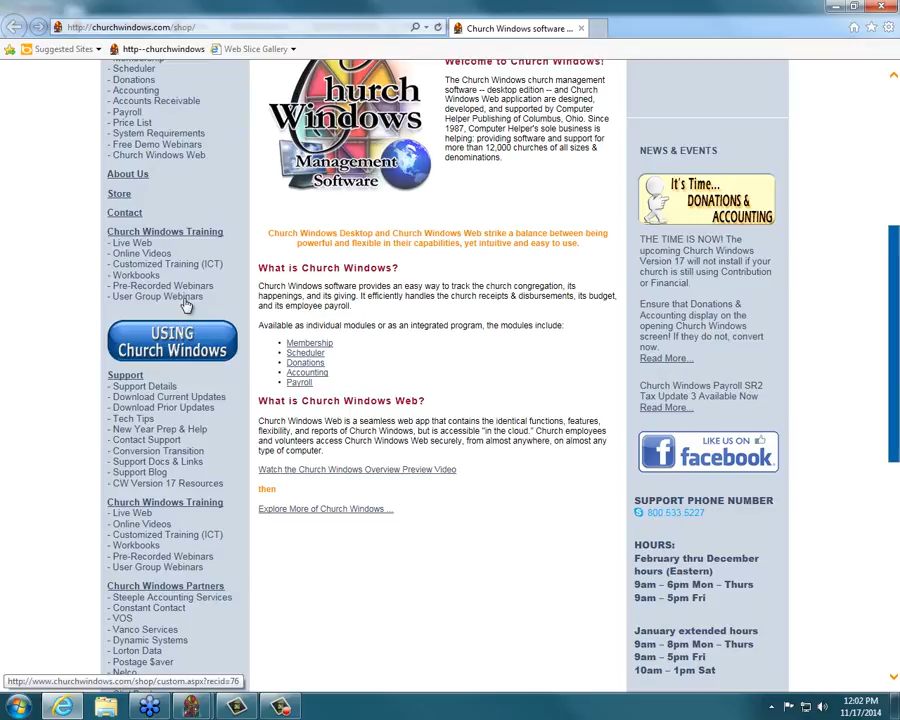 http://churchwindows.com/shop/
Church Windows software ...
Suggested Sites
http--churchwindows
Web Slice Gallery
- Scheduler
- Donations
- Accounting
- Accounts Receivable
- Payroll
- Price List
- System Requirements
- Free Demo Webinars
- Church Windows Web
About Us
Store
Contact
Church Windows Training
- Live Web
- Online Videos
- Customized Training (ICT)
- Workbooks
- Pre-Recorded Webinars
- User Group Webinars
USING
Church Windows
Support
- Support Details
- Download Current Updates
- Download Prior Updates
- Tech Tips
- New Year Prep & Help
- Contact Support
- Conversion Transition
- Support Docs & Links
- Support Blog
- CW Version 17 Resources
Church Windows Training
- Live Web
- Online Videos
- Customized Training (ICT)
- Workbooks
- Pre-Recorded Webinars
- User Group Webinars
Church Windows Partners
- Steeple Accounting Services
- Constant Contact
- VOS
- Vanco Services
- Dynamic Systems
- Lorton Data
- Postage $aver
- Nelco
Church
Windows
Management
Software
Welcome to Church Windows!
The Church Windows church management
software -- desktop edition -- and Church
Windows Web application are designed,
developed, and supported by Computer
Helper Publishing of Columbus, Ohio. Since
1987, Computer Helper's sole business is
helping: providing software and support for
more than 12,000 churches of all sizes &
denominations.
Church Windows Desktop and Church Windows Web strike a balance between being
powerful and flexible in their capabilities, yet intuitive and easy to use.
What is Church Windows?
Church Windows software provides an easy way to track the church congregation, its
happenings, and its giving. It efficiently handles the church receipts & disbursements, its budget,
and its employee payroll.
Available as individual modules or as an integrated program, the modules include:
• Membership
• Scheduler
• Donations
• Accounting
• Payroll
What is Church Windows Web?
Church Windows Web is a seamless web app that contains the identical functions, features,
flexibility, and reports of Church Windows, but is accessible "in the cloud." Church employees
and volunteers access Church Windows Web securely, from almost anywhere, on almost any
type of computer.
Watch the Church Windows Overview Preview Video
then
Explore More of Church Windows ...
NEWS & EVENTS
It's Time...
DONATIONS &
ACCOUNTING
THE TIME IS NOW! The
upcoming Church Windows
Version 17 will not install if your
church is still using Contribution
or Financial.
Ensure that Donations &
Accounting display on the
opening Church Windows
screen! If they do not, convert
now.
Read More...
Church Windows Payroll SR2
Tax Update 3 Available Now
Read More...
LIKE US ON
facebook
SUPPORT PHONE NUMBER
800.533.5227
HOURS:
February thru December
hours (Eastern)
9am – 6pm Mon – Thurs
9am – 5pm Fri
January extended hours
9am – 8pm Mon – Thurs
9am – 5pm Fri
10am – 1pm Sat
http://www.churchwindows.com/shop/custom.aspx?recid=76
12:02 PM
11/17/2014